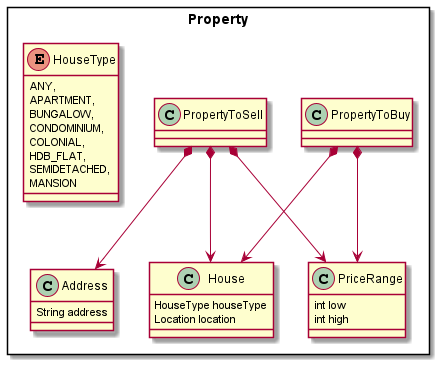 Property
E HouseType
ANY,
APARTMENT,
BUNGALOW,
CONDOMINIUM,
COLONIAL,
HDB_FLAT,
SEMIDETACHED,
MANSION
C PropertyToSell
C PropertyToBuy
C Address
String address
C House
HouseType houseType
Location location
C PriceRange
int low
int high